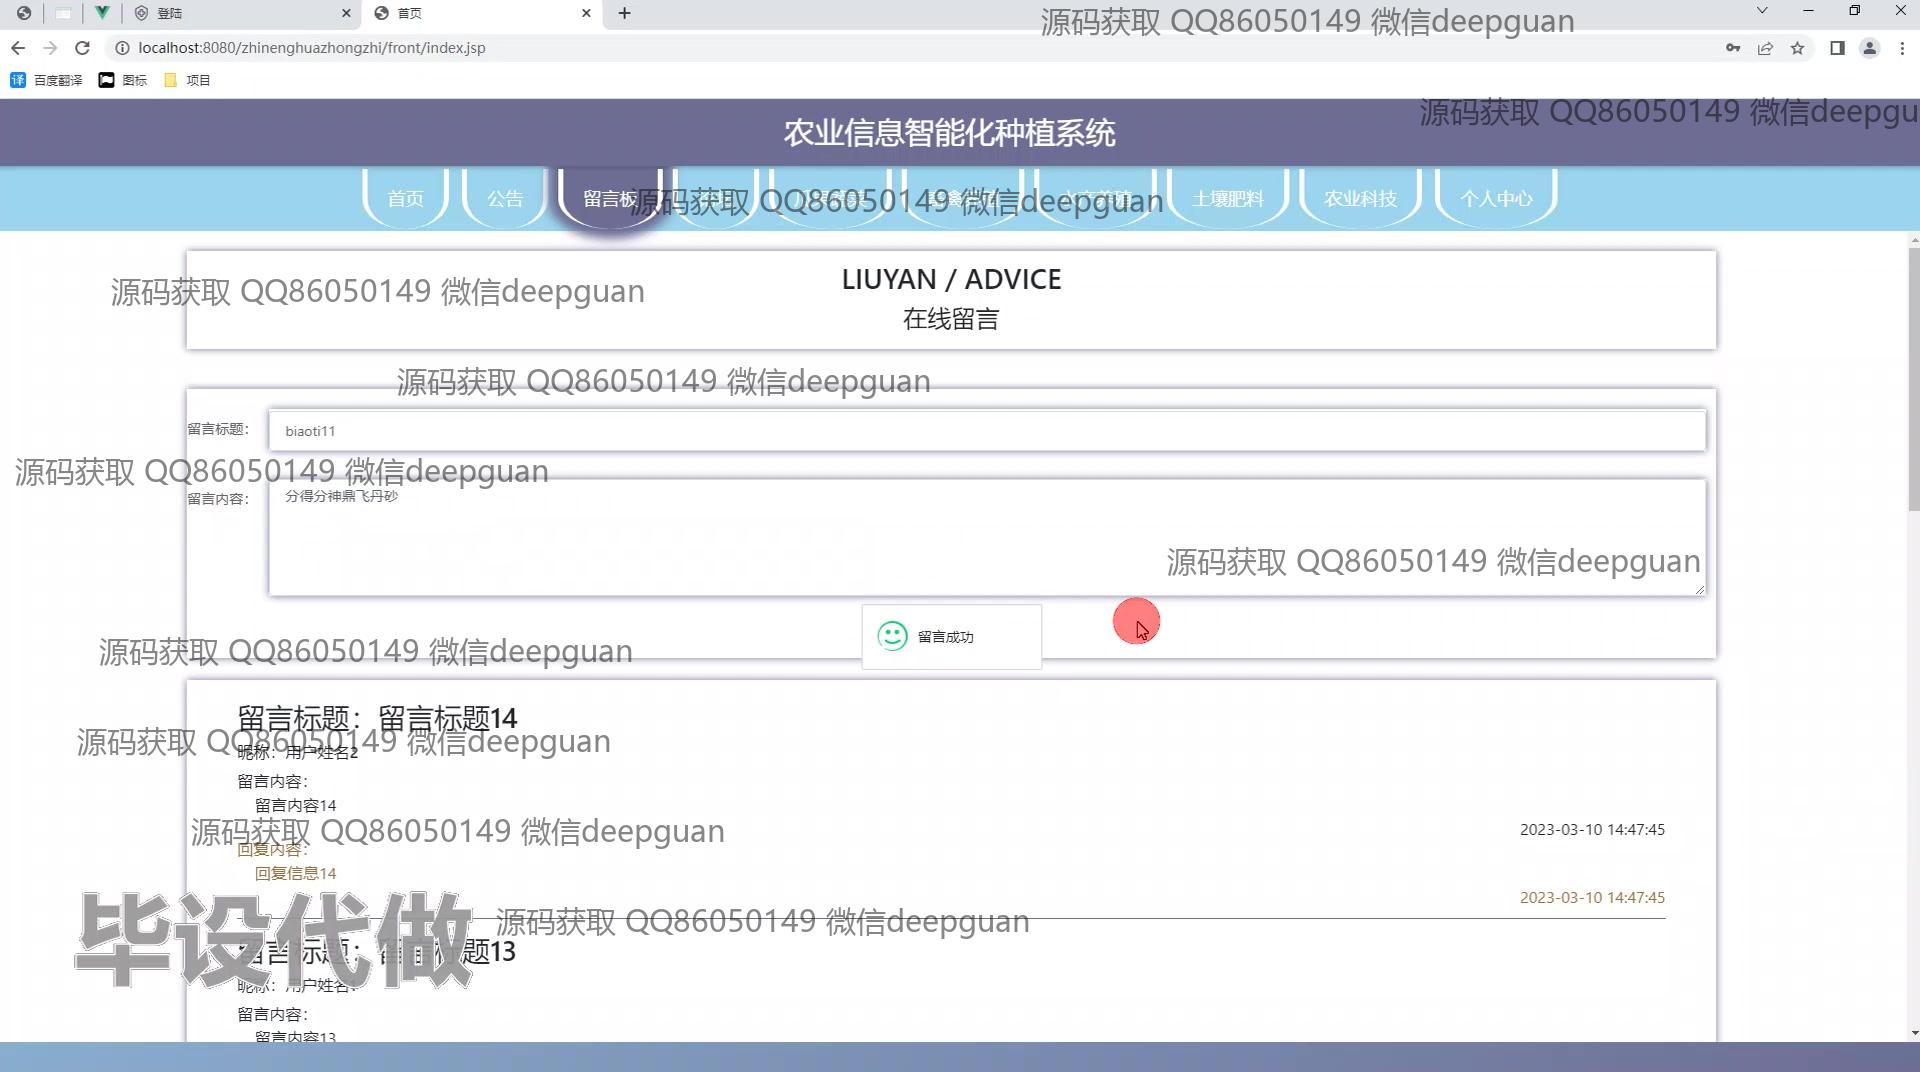 登陆
首页
源码获取 QQ86050149 微信deepguan
localhost:8080/zhinenghuazhongzhi/front/index.jsp
译 百度翻译
图标
项目
农业信息智能化种植系统
源码获取 QQ86050149 微信deepgu
首页
公告
留言板
源码获取 QQ86050149 微信deepguan
土壤肥料
农业科技
个人中心
LIUYAN / ADVICE
源码获取 QQ86050149 微信deepguan
在线留言
源码获取 QQ86050149 微信deepguan
留言标题：
biaoti11
源码获取 QQ86050149 微信deepguan
留言内容：
分得分神鼎飞丹砂
源码获取 QQ86050149 微信deepguan
留言成功
源码获取 QQ86050149 微信deepguan
留言标题：留言标题14
源码获取 QQ86050149 微信deepguan
昵称：用户姓名2
留言内容：
留言内容14
2023-03-10 14:47:45
源码获取 QQ86050149 微信deepguan
回复内容：
回复信息14
2023-03-10 14:47:45
毕设代做
源码获取 QQ86050149 微信deepguan
留言标题：留言标题13
昵称：用户姓名
留言内容：
留言内容13